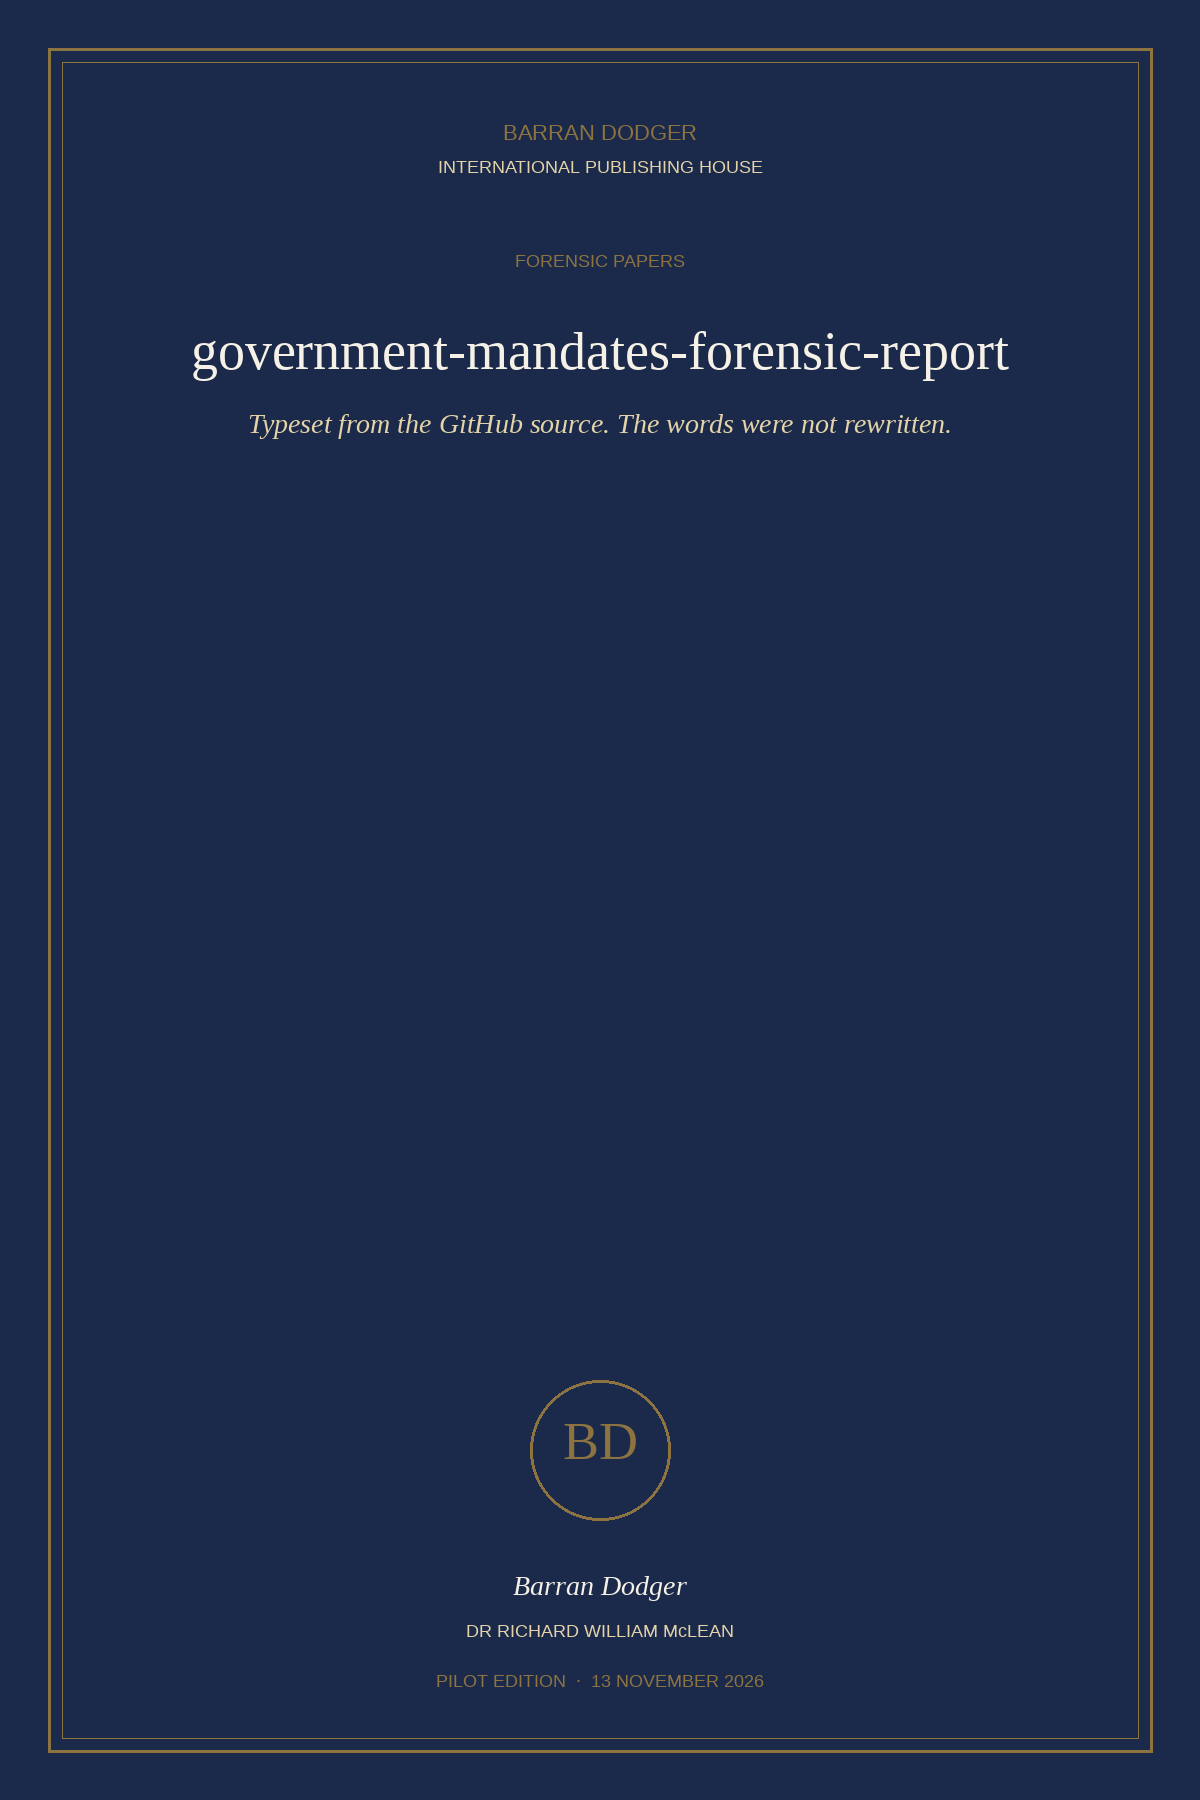 BARRAN DODGER
INTERNATIONAL PUBLISHING HOUSE
FORENSIC PAPERS
government-mandates-forensic-report
Typeset from the GitHub source. The words were not rewritten.
BD
Barran Dodger
DR RICHARD WILLIAM McLEAN
PILOT EDITION · 13 NOVEMBER 2026